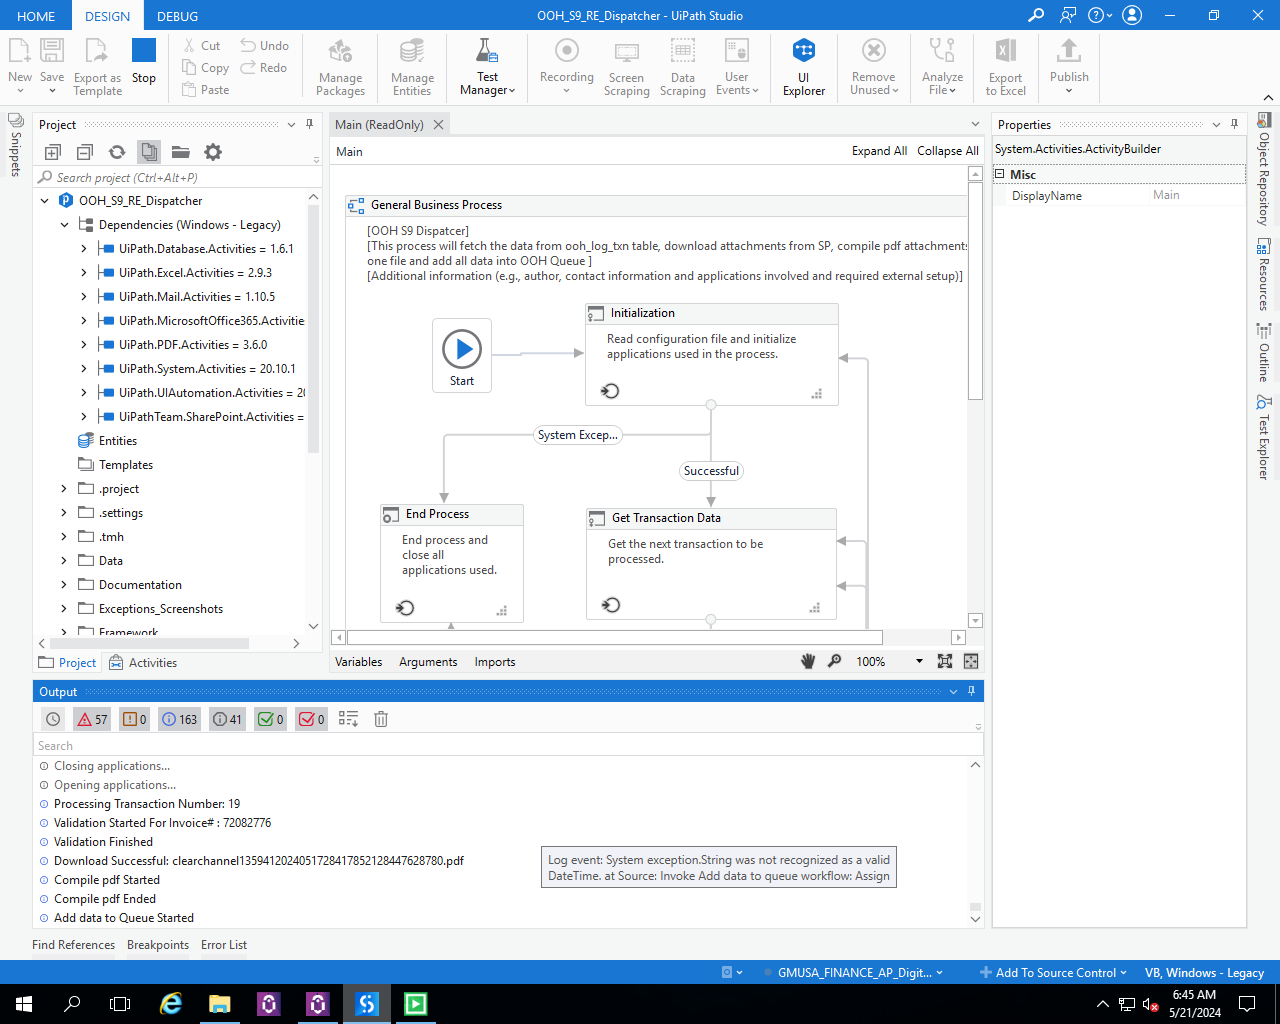 HOME DESIGN DEBUG OOH_S9_RE_Dispatcher - UiPath Studio
New Save Export as Template Stop
Cut Undo
Copy Redo
Paste
Manage Packages
Manage Entities
Test Manager
Recording Screen Scraping Data Scraping User Events
UI Explorer
Remove Unused
Analyze File
Export to Excel
Publish
Snippets
Project
Search project (Ctrl+Alt+P)
OOH_S9_RE_Dispatcher
Dependencies (Windows - Legacy)
UiPath.Database.Activities = 1.6.1
UiPath.Excel.Activities = 2.9.3
UiPath.Mail.Activities = 1.10.5
UiPath.MicrosoftOffice365.Activitie
UiPath.PDF.Activities = 3.6.0
UiPath.System.Activities = 20.10.1
UiPath.UIAutomation.Activities = 20
UiPathTeam.SharePoint.Activities =
Entities
Templates
.project
.settings
.tmh
Data
Documentation
Exceptions_Screenshots
Framework
Project Activities
Main (ReadOnly)
Main Expand All Collapse All
General Business Process
[OOH S9 Dispatcer]
[This process will fetch the data from ooh_log_txn table, download attachments from SP, compile pdf attachments
one file and add all data into OOH Queue ]
[Additional information (e.g., author, contact information and applications involved and required external setup)]
Start
Initialization
Read configuration file and initialize
applications used in the process.
System Excep...
Successful
End Process
End process and
close all
applications used.
Get Transaction Data
Get the next transaction to be
processed.
Variables Arguments Imports 100%
Properties
System.Activities.ActivityBuilder
Misc
DisplayName Main
Object Repository
Resources
Outline
Test Explorer
Output
57 0 163 41 0 0
Search
Closing applications...
Opening applications...
Processing Transaction Number: 19
Validation Started For Invoice# : 72082776
Validation Finished
Download Successful: clearchannel13594120240517284178521284476 28780.pdf
Compile pdf Started
Compile pdf Ended
Add data to Queue Started
Log event: System exception.String was not recognized as a valid
DateTime. at Source: Invoke Add data to queue workflow: Assign
Find References Breakpoints Error List
GMUSA_FINANCE_AP_Digit... Add To Source Control VB, Windows - Legacy
6:45 AM
5/21/2024